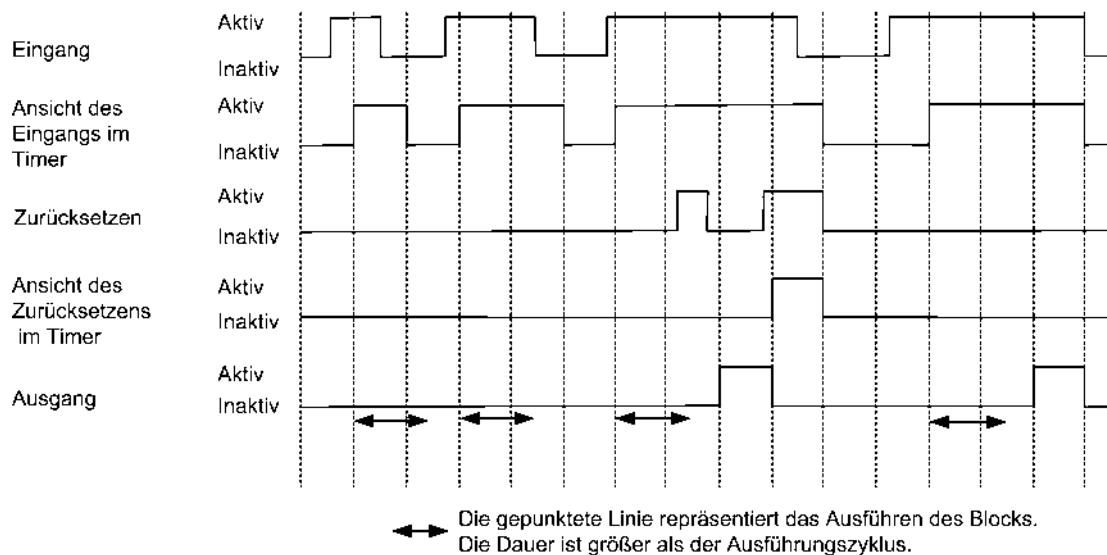 Eingang
Aktiv
Inaktiv
Ansicht des
Eingangs im
Timer
Aktiv
Inaktiv
Zurücksetzen
Aktiv
Inaktiv
Ansicht des
Zurücksetzens
im Timer
Aktiv
Inaktiv
Ausgang
Aktiv
Inaktiv
Die gepunktete Linie repräsentiert das Ausführen des Blocks.
Die Dauer ist größer als der Ausführungszyklus.